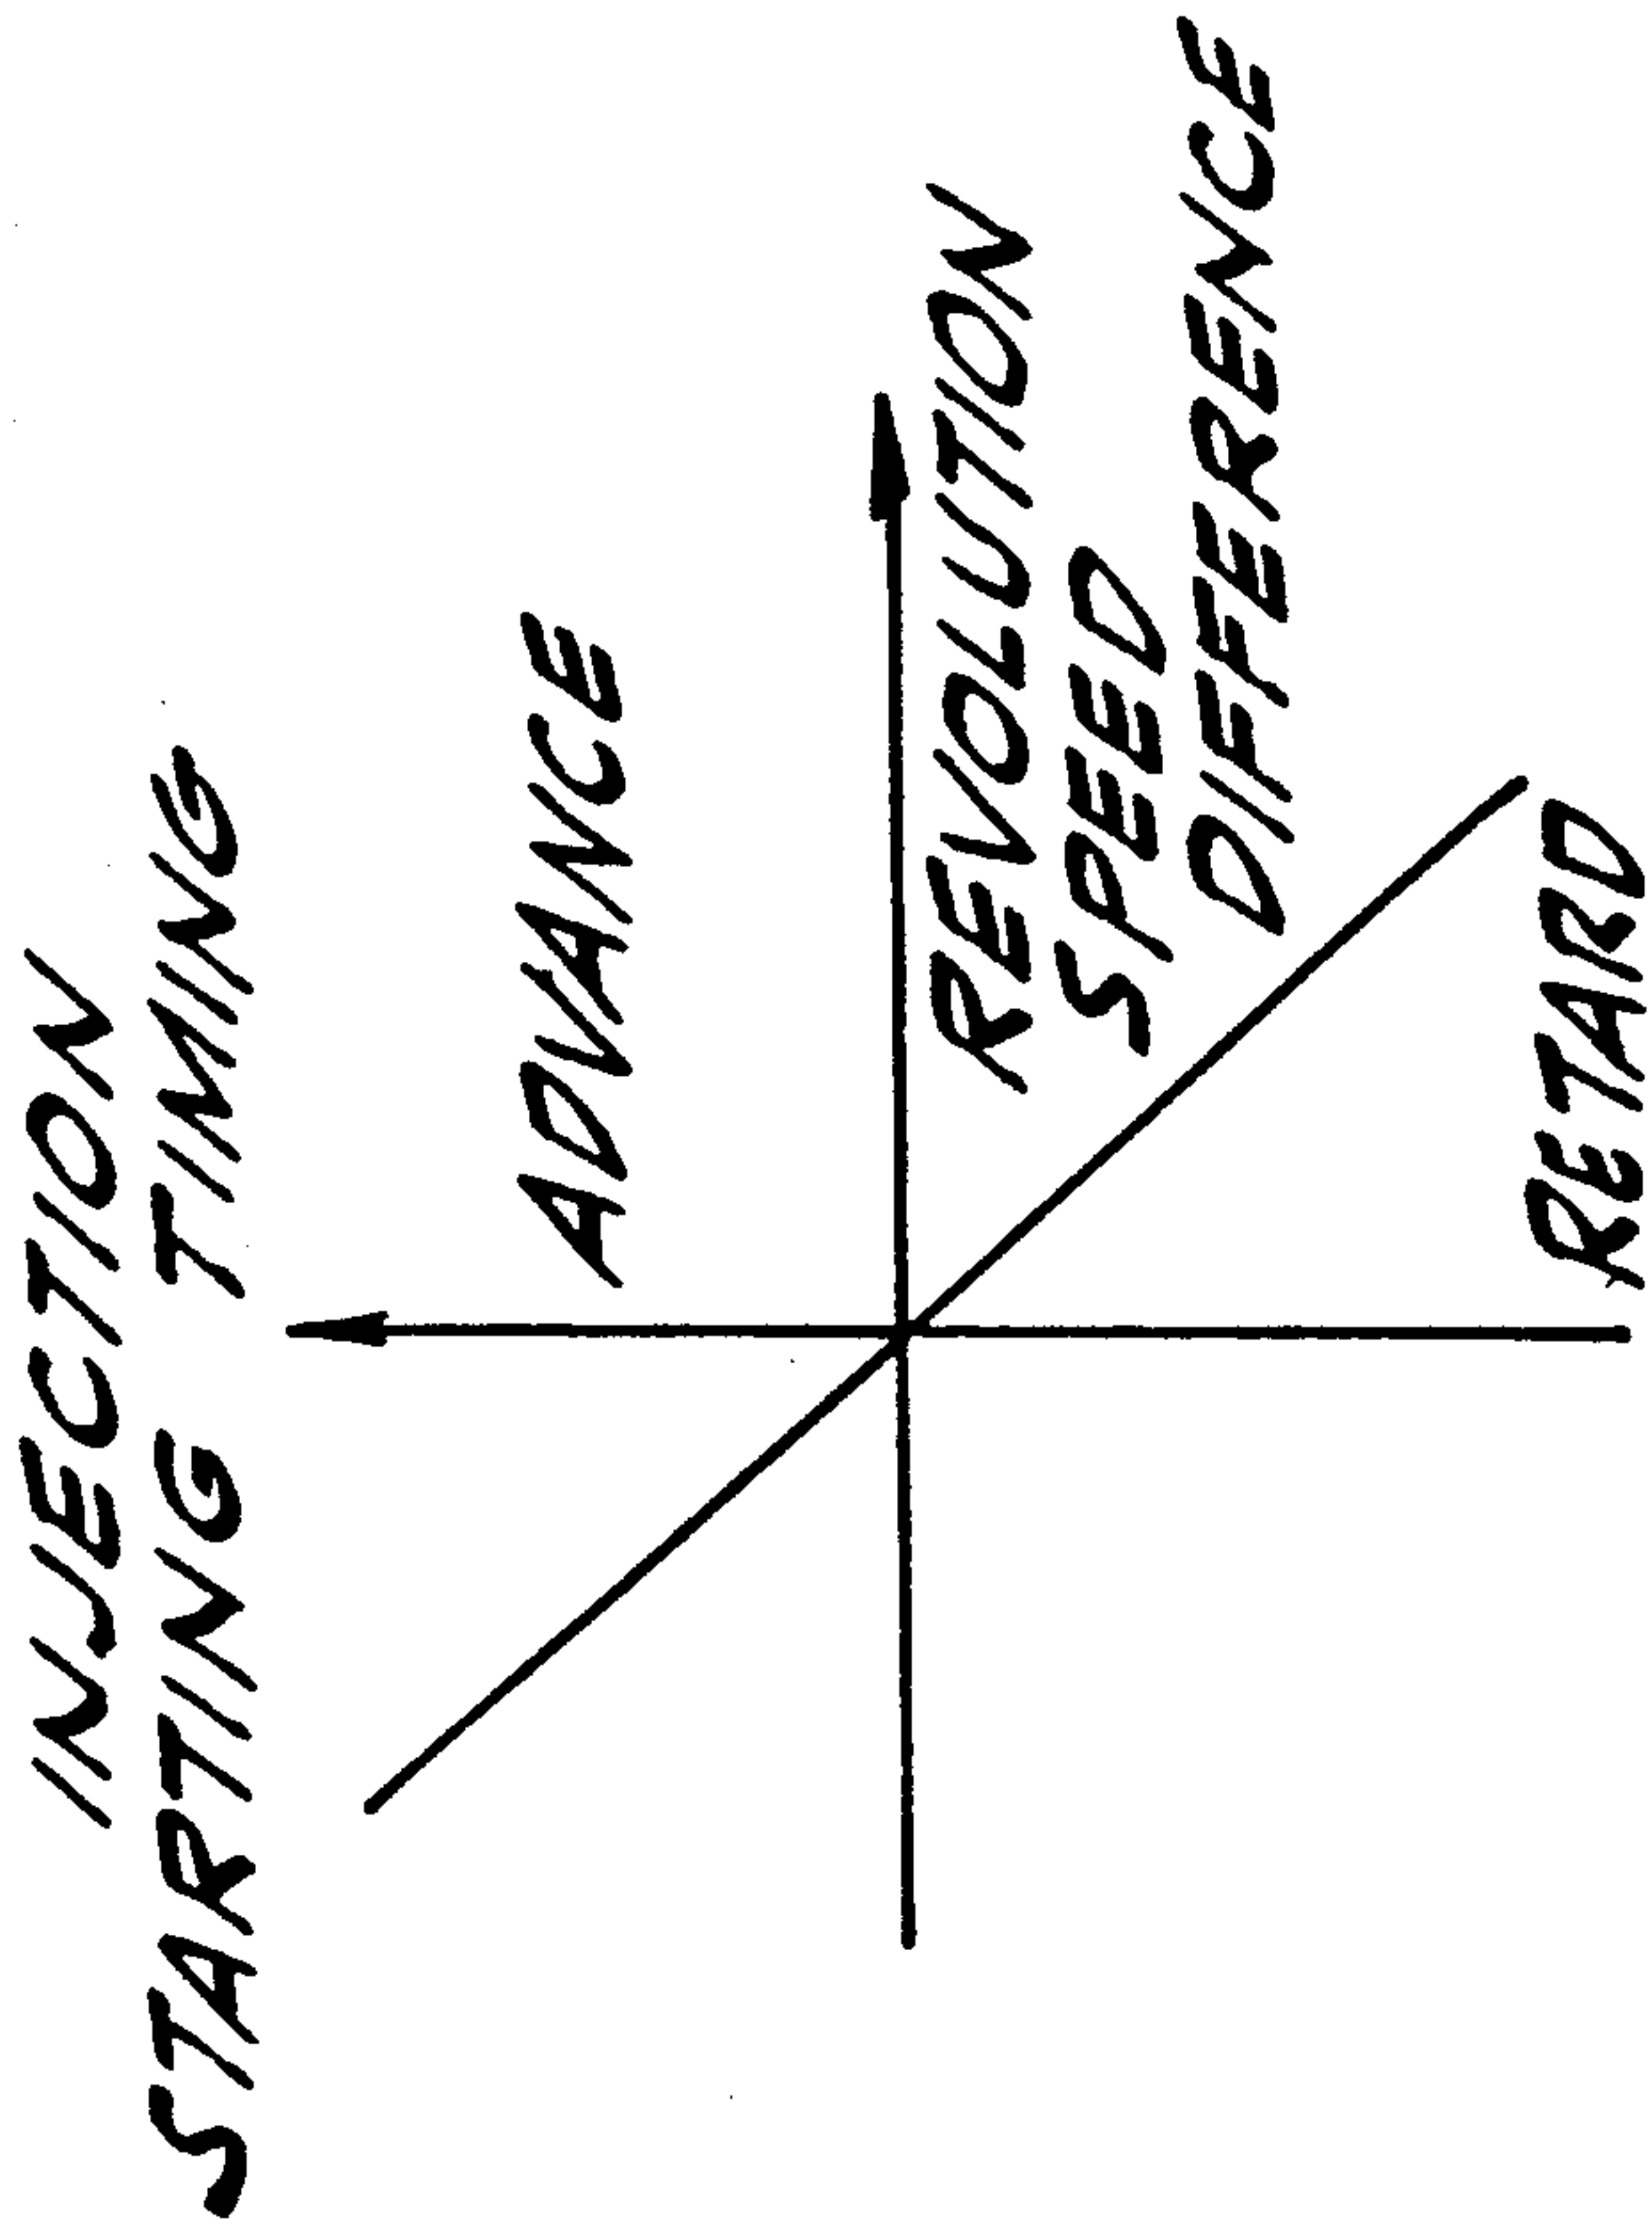 INJECTION
STARTING TIMING
ADVANCE
REVOLUTION
SPEED
DIFFERENCE
RETARD